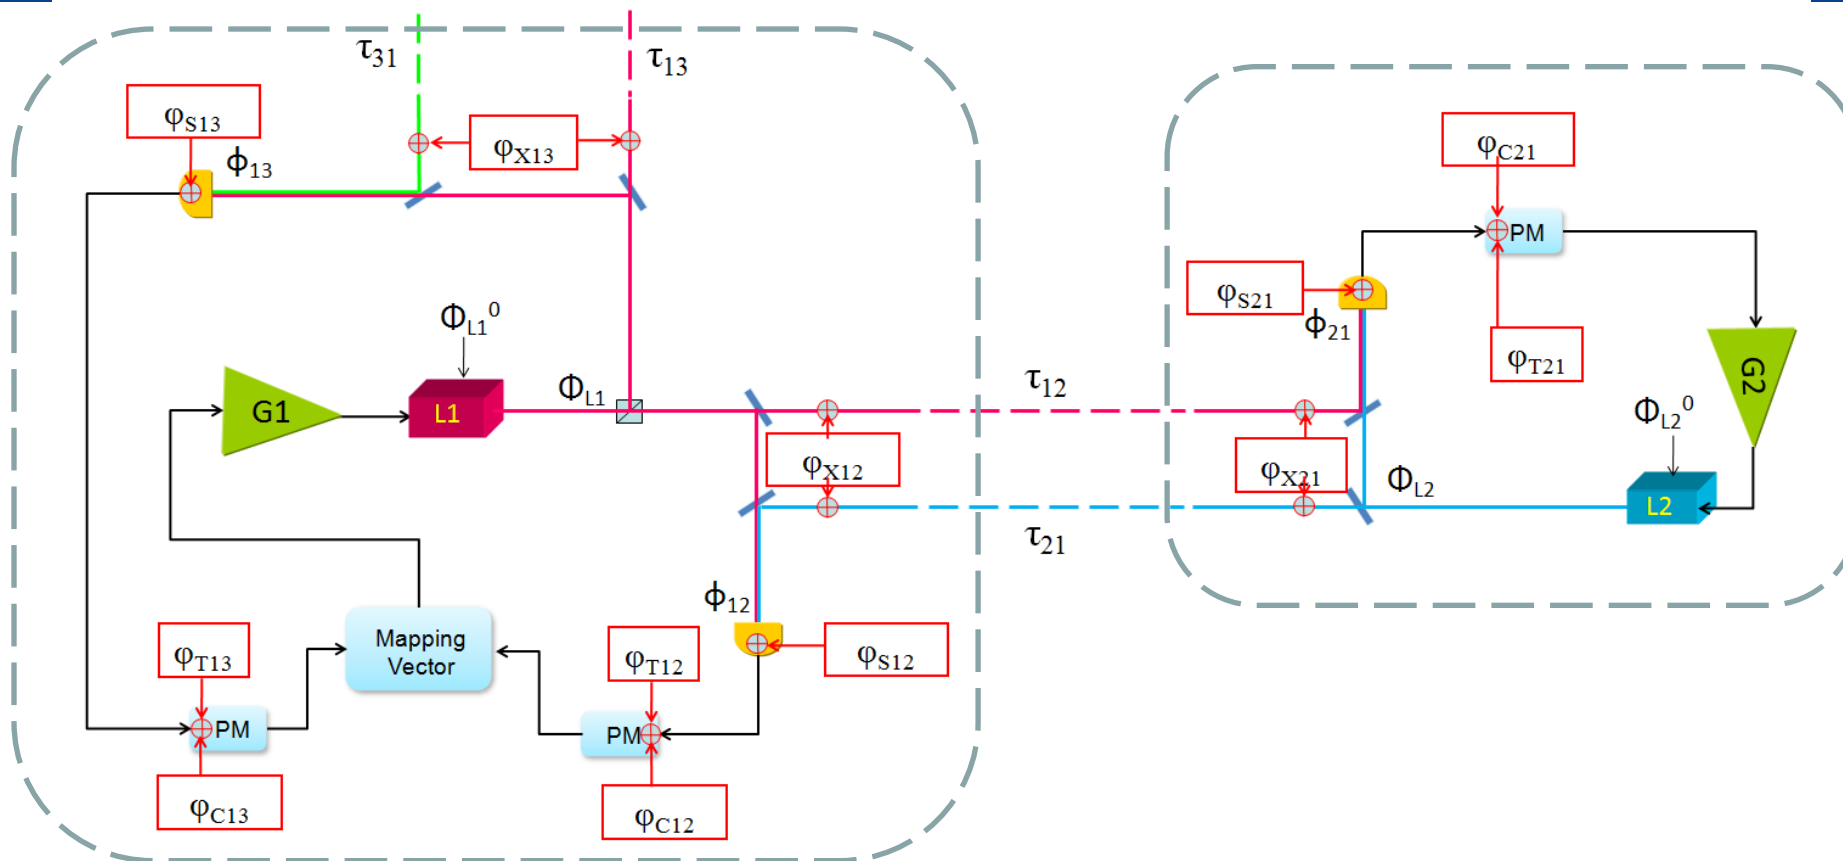 τ31
τ13
φS13
φX13
ϕ13
φC21
PM
φS21
ϕ21
φT21
G2
ΦL1⁰
ΦL1
G1
L1
τ12
φX12
φX21
ΦL2
ΦL2⁰
L2
τ21
ϕ12
φT13
Mapping
Vector
φT12
φS12
PM
PM
φC13
φC12